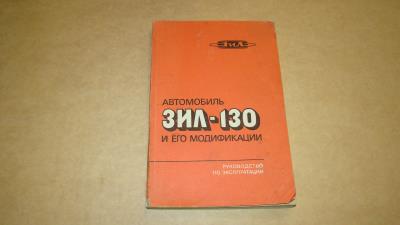 ЗИЛ
АВТОМОБИЛЬ
ЗИЛ-130
И ЕГО МОДИФИКАЦИИ
РУКОВОДСТВО
ПО ЭКСПЛУАТАЦИИ